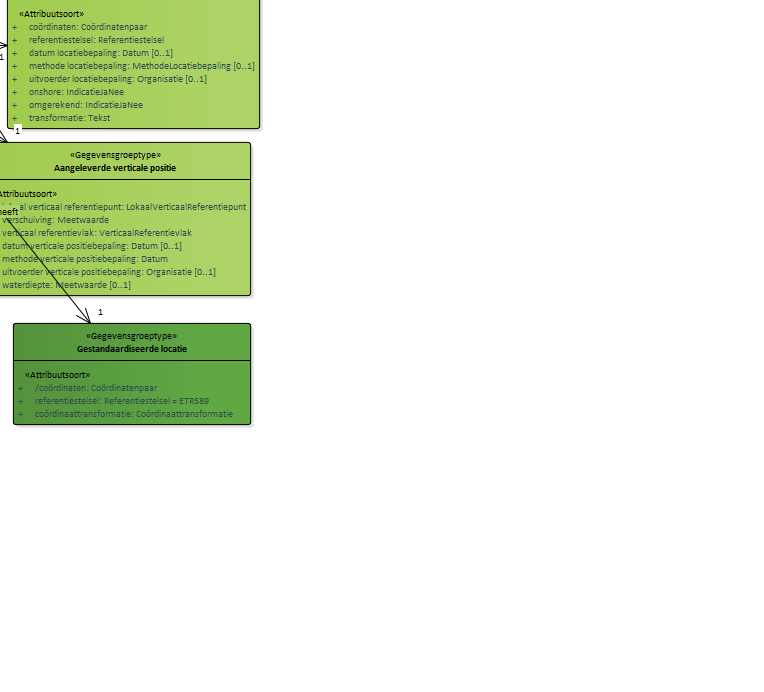 «Attribuutsoort»
+ coördinaten: Coördinatenpaar
+ referentiestelsel: Referentiestelsel
+ datum locatiebepaling: Datum [0..1]
+ methode locatiebepaling: MethodeLocatiebepaling [0..1]
+ uitvoerder locatiebepaling: Organisatie [0..1]
+ onshore: IndicatieJaNee
+ omgerekend: IndicatieJaNee
+ transformatie: Tekst
1
1
«Gegevensgroeptype»
Aangeleverde verticale positie
Attribuutsoort»
verticaal referentiepunt: LokaalVerticaalReferentiepunt
heeft
verschuiving: Meetwaarde
verticaal referentievlak: VerticaalReferentievlak
datum verticale positiebepaling: Datum [0..1]
methode verticale positiebepaling: Datum
uitvoerder verticale positiebepaling: Organisatie [0..1]
waterdiepte: Meetwaarde [0..1]
1
«Gegevensgroeptype»
Gestandaardiseerde locatie
«Attribuutsoort»
+ /coördinaten: Coördinatenpaar
+ referentiestelsel: Referentiestelsel = ETRS89
+ coördinaattransformatie: Coördinaattransformatie